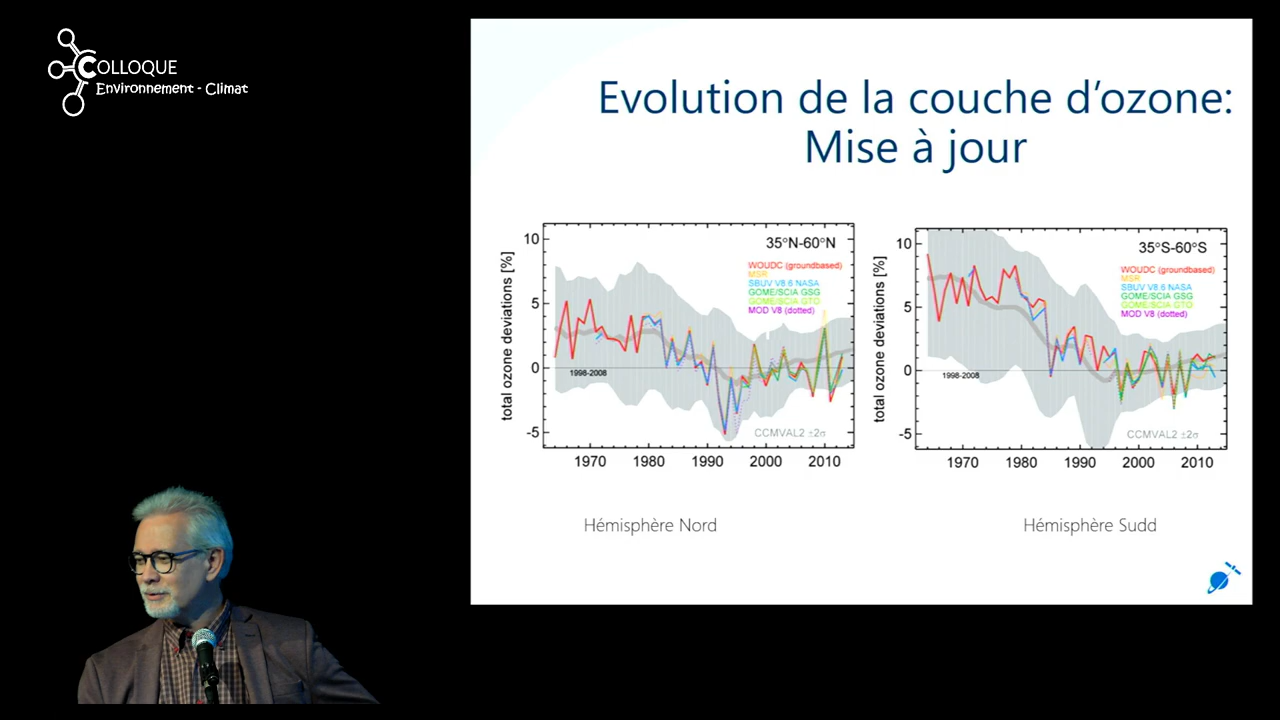 COLLOQUE
Environnement - Climat
Evolution de la couche d’ozone:
Mise à jour
total ozone deviations [%]
10
5
0
-5
35°N-60°N
WOUDC (groundbased)
MSR
SBUV V8.6 NASA
GOME/SCIA GSG
GOME/SCIA GTO
MOD V8 (dotted)
1998-2008
CCMVAL2 ±2σ
1970 1980 1990 2000 2010
total ozone deviations [%]
10
5
0
-5
35°S-60°S
WOUDC (groundbased)
MSR
SBUV V8.6 NASA
GOME/SCIA GSG
GOME/SCIA GTO
MOD V8 (dotted)
1998-2008
CCMVAL2 ±2σ
1970 1980 1990 2000 2010
Hémisphère Nord
Hémisphère Sudd